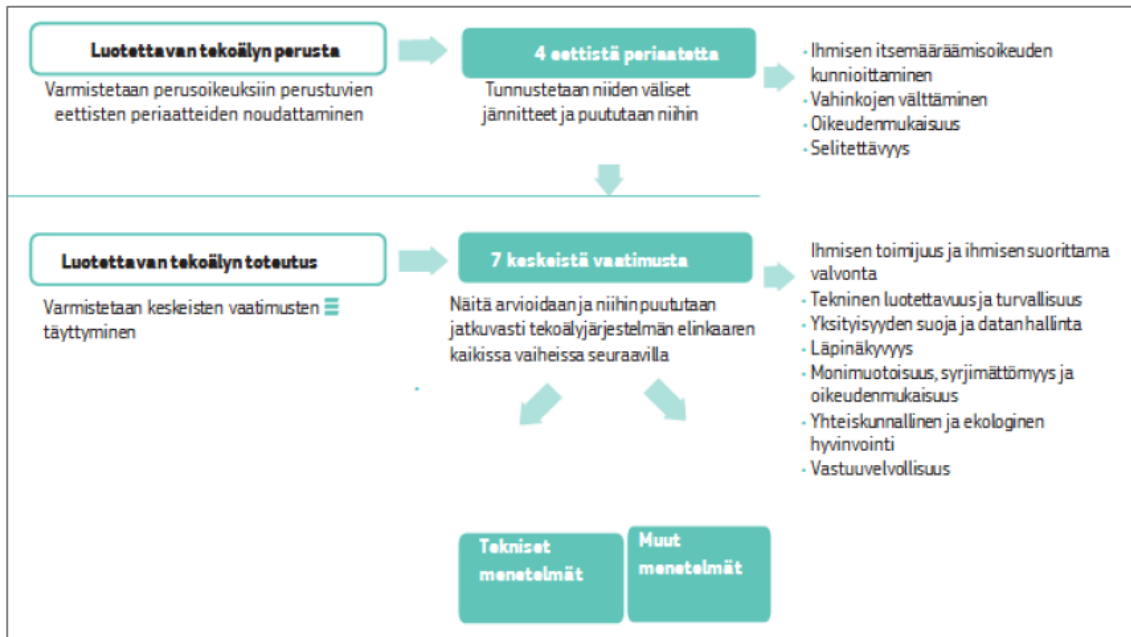 Luotettavan tekoälyn perusta
Varmistetaan perusoikeuksiin perustuvien
eettisten periaatteiden noudattaminen
4 eettistä periaatetta
Tunnustetaan niiden väliset
jännitteet ja puututaan niihin
• Ihmisen itsemääräämisoikeuden
kunnioittaminen
• Vahinkojen välttäminen
• Oikeudenmukaisuus
• Selitettävyys
Luotettavan tekoälyn toteutus
Varmistetaan keskeisten vaatimusten
täyttyminen
7 keskeistä vaatimusta
Näitä arvioidaan ja niihin puututaan
jatkuvasti tekoälyjärjestelmän elinkaaren
kaikissa vaiheissa seuraavilla
Ihmisen toimijuus ja ihmisen suorittama
valvonta
• Tekninen luotettavuus ja turvallisuus
• Yksityisyyden suoja ja datan hallinta
• Läpinäkyvyys
• Monimuotoisuus, syrjimättömyys ja
oikeudenmukaisuus
• Yhteiskunnallinen ja ekologinen
hyvinvointi
• Vastuuvelvollisuus
Tekniset
menetelmät
Muut
menetelmät